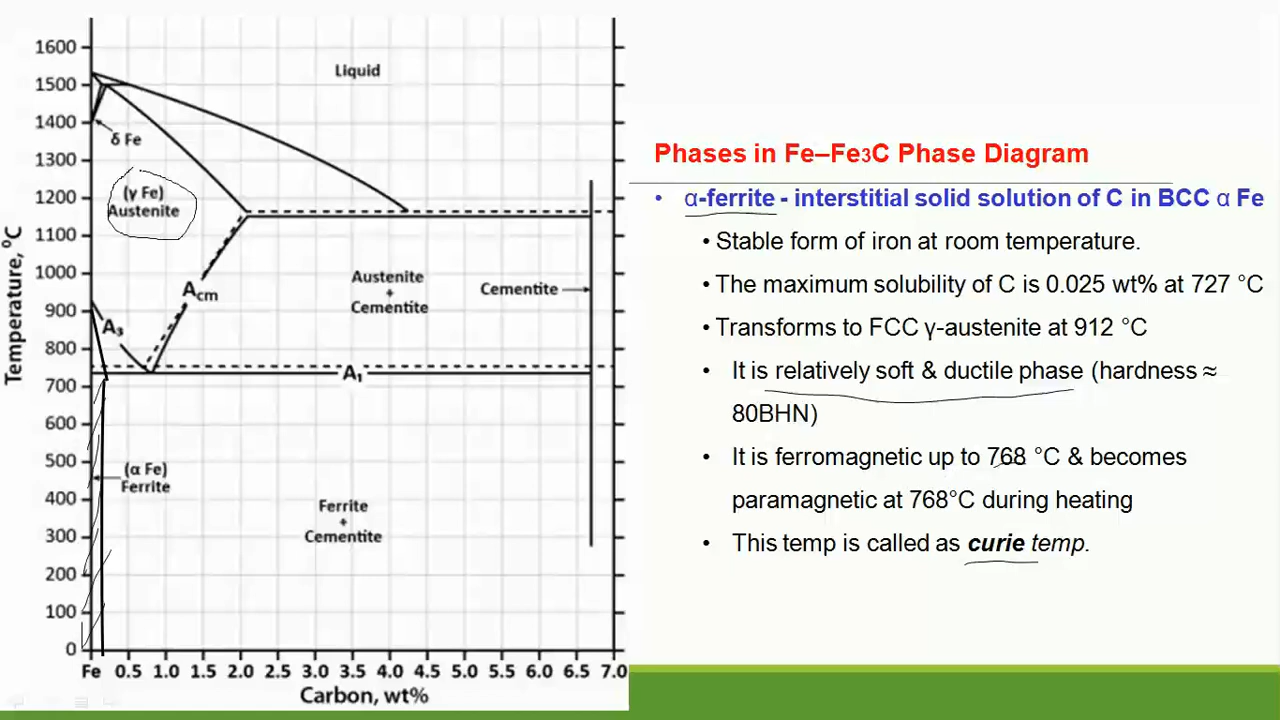 1600
1500
1400
1300
1200
1100
1000
900
800
700
600
500
400
300
200
100
0
Temperature, °C
Fe 0.5 1.0 1.5 2.0 2.5 3.0 3.5 4.0 4.5 5.0 5.5 6.0 6.5 7.0
Carbon, wt%
Liquid
δ Fe
(γ Fe)
Austenite
Acm
A3
Austenite
+
Cementite
Cementite
A1
(α Fe)
Ferrite
Ferrite
+
Cementite
Phases in Fe–Fe3C Phase Diagram
• α-ferrite - interstitial solid solution of C in BCC α Fe
• Stable form of iron at room temperature.
• The maximum solubility of C is 0.025 wt% at 727 °C
• Transforms to FCC γ-austenite at 912 °C
• It is relatively soft & ductile phase (hardness ≈
80BHN)
• It is ferromagnetic up to 768 °C & becomes
paramagnetic at 768°C during heating
• This temp is called as curie temp.